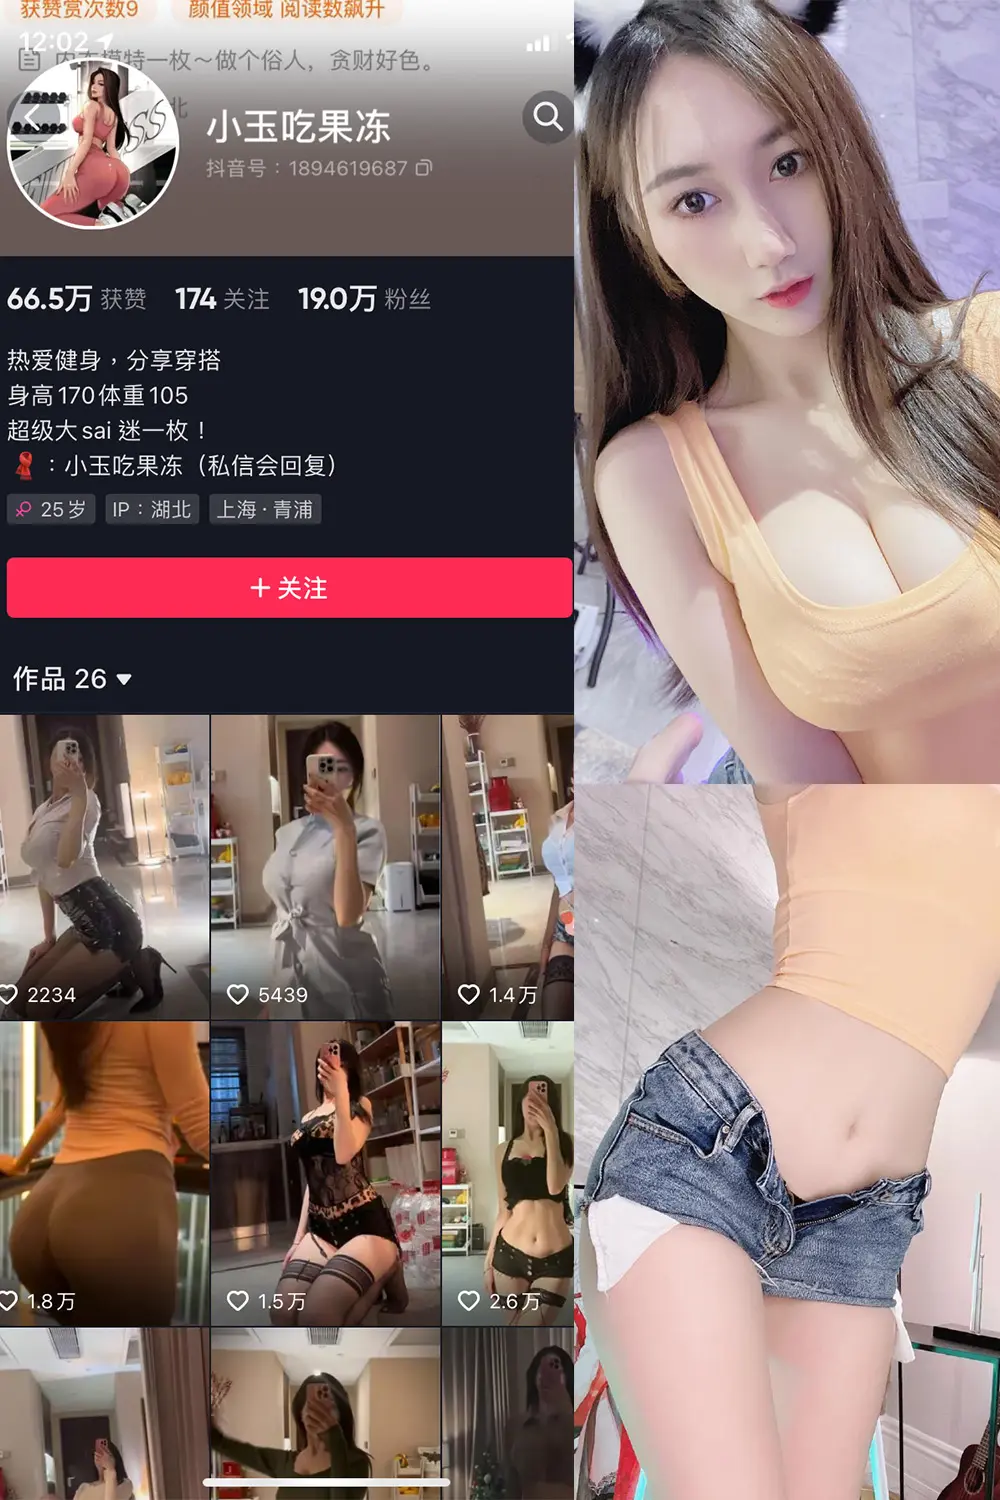 获赞赏次数9 颜值领域 阅读数飙升
12:02
内衣模特一枚～做个俗人，贪财好色。
北
小玉吃果冻
抖音号：1894619687
66.5万 获赞 174 关注 19.0万 粉丝
热爱健身，分享穿搭
身高170体重105
超级大sai 迷一枚！
：小玉吃果冻（私信会回复）
25岁 IP：湖北 上海·青浦
+ 关注
作品 26
2234 5439 1.4万
1.8万 1.5万 2.6万